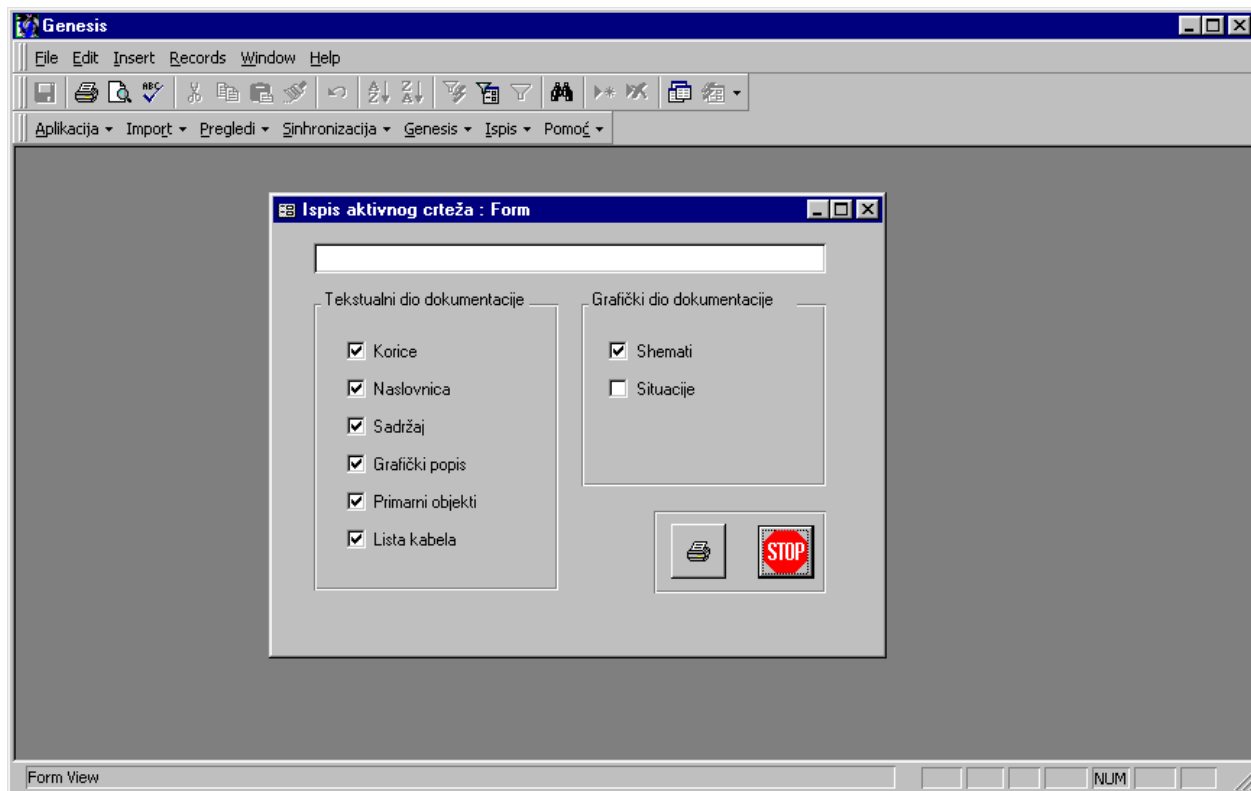 Genesis
File Edit Insert Records Window Help
ABC
A Z Z A
Aplikacija Import Pregledi Sinhronizacija Genesis Ispis Pomoć
Ispis aktivnog crteža : Form
Tekstualni dio dokumentacije Grafički dio dokumentacije
Korice Shemati
Naslovnica Situacije
Sadržaj
Grafički popis
Primarni objekti
Lista kabela
STOP
Form View NUM